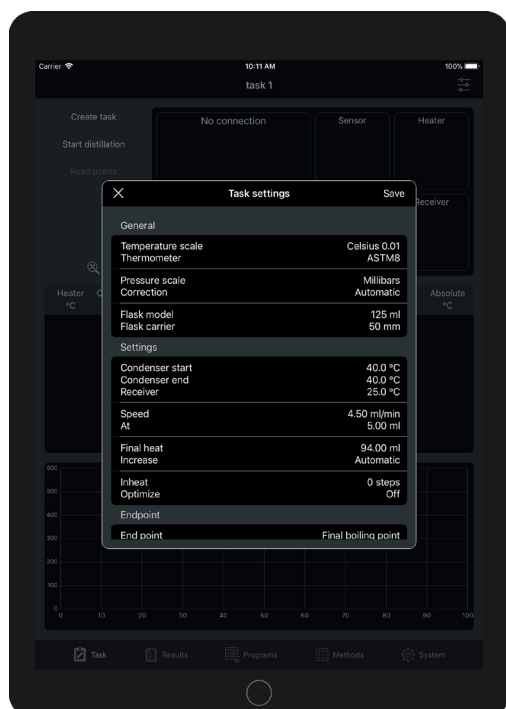 Carrier 10:11 AM 100%
task 1
Create task
Start distillation
Read points
No connection
Sensor
Heater
Receiver
Task settings Save
General
Temperature scale Celsius 0.01
Thermometer ASTM8
Pressure scale Millibars
Correction Automatic
Flask model 125 ml
Flask carrier 50 mm
Settings
Condenser start 40.0 ºC
Condenser end 40.0 ºC
Receiver 25.0 ºC
Speed 4.50 ml/min
At 5.00 ml
Final heat 94.00 ml
Increase Automatic
Inheat 0 steps
Optimize Off
Endpoint
End point Final boiling point
Heater C Absolute
ºC ºC
600
500
400
300
200
100
0
0 10 20 30 40 50 60 70 80 90 100
Task Results Programs Methods System